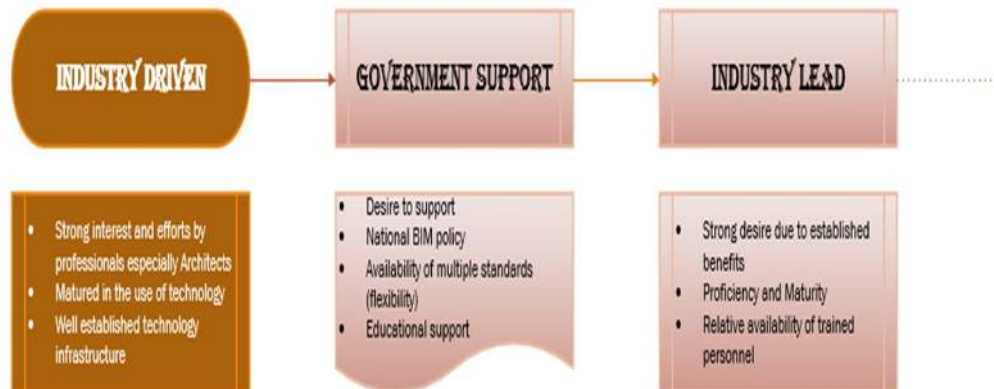 INDUSTRY DRIVEN
GOVERNMENT SUPPORT
INDUSTRY LEAD
• Strong interest and efforts by
professionals especially Architects
• Matured in the use of technology
• Well established technology
infrastructure
• Desire to support
• National BIM policy
• Availability of multiple standards
(flexibility)
• Educational support
• Strong desire due to established
benefits
• Proficiency and Maturity
• Relative availability of trained
personnel